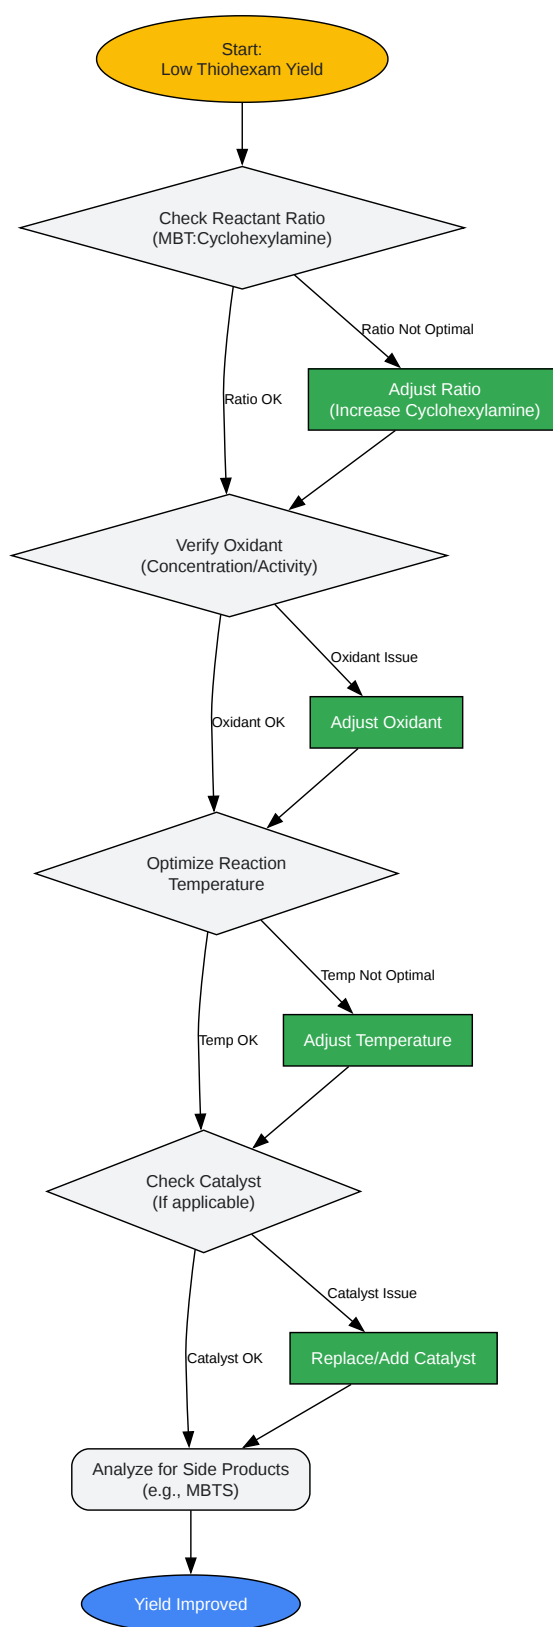 Start:
Low Thiohexam Yield
Check Reactant Ratio
(MBT:Cyclohexylamine)
Ratio Not Optimal
Adjust Ratio
(Increase Cyclohexylamine)
Ratio OK
Verify Oxidant
(Concentration/Activity)
Oxidant Issue
Adjust Oxidant
Oxidant OK
Optimize Reaction
Temperature
Temp Not Optimal
Adjust Temperature
Temp OK
Check Catalyst
(If applicable)
Catalyst Issue
Replace/Add Catalyst
Catalyst OK
Analyze for Side Products
(e.g., MBTS)
Yield Improved